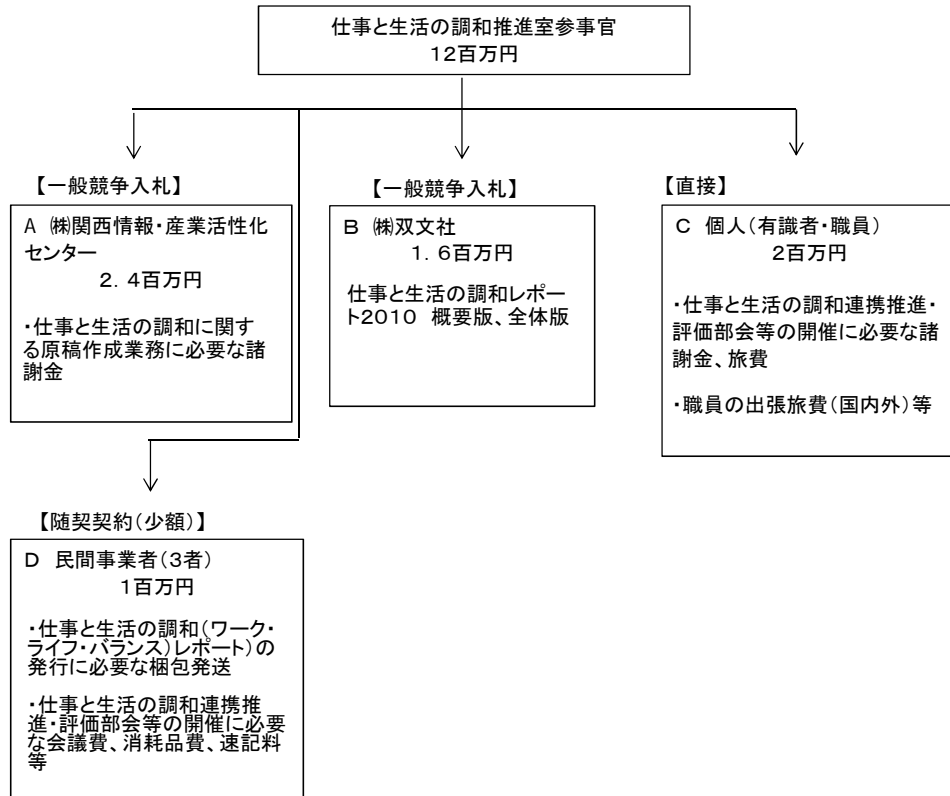 仕事と生活の調和推進室参事官
12百万円
【一般競争入札】
A ㈱関西情報・産業活性化
センター
2.4百万円
・仕事と生活の調和に関す
る原稿作成業務に必要な諸
謝金
【一般競争入札】
B ㈱双文社
1.6百万円
仕事と生活の調和レポー
ト2010 概要版、全体版
【直接】
C 個人(有識者・職員)
2百万円
・仕事と生活の調和連携推進・
評価部会等の開催に必要な諸
謝金、旅費
・職員の出張旅費(国内外)等
【随契契約(少額)】
D 民間事業者(3者)
1百万円
・仕事と生活の調和(ワーク・
ライフ・バランス)レポート)の
発行に必要な梱包発送
・仕事と生活の調和連携推
進・評価部会等の開催に必要
な会議費、消耗品費、速記料
等